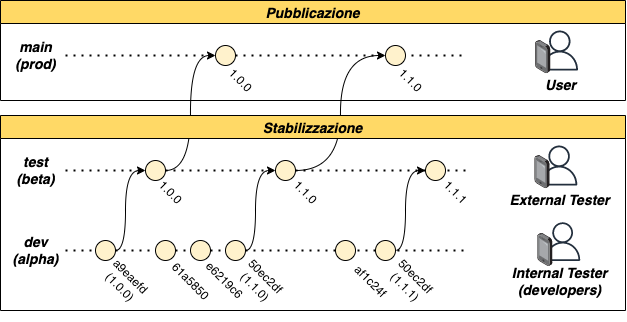 Pubblicazione
main
(prod)
1.0.0
1.1.0
User
Stabilizzazione
test
(beta)
1.0.0
1.1.0
1.1.1
External Tester
dev
(alpha)
a9eaefd
(1.0.0)
61a5850
e6219c6
50ec2df
(1.1.0)
af1c24f
50ec2df
(1.1.1)
Internal Tester
(developers)